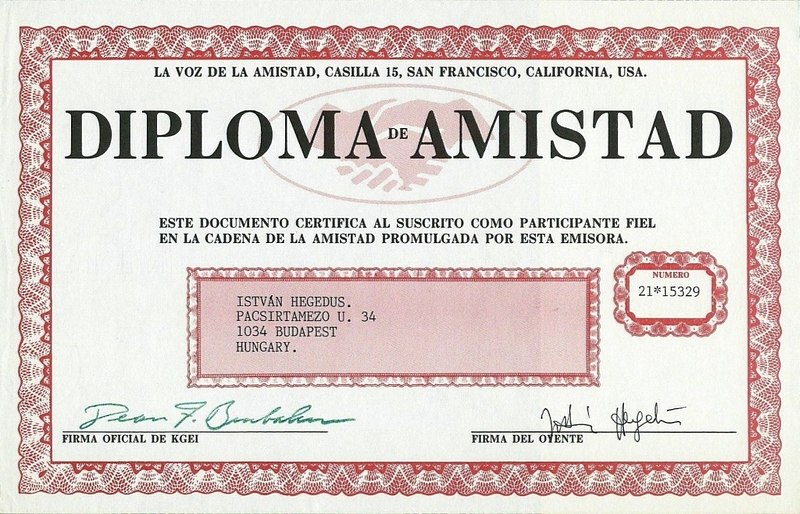 LA VOZ DE LA AMISTAD, CASILLA 15, SAN FRANCISCO, CALIFORNIA, USA.
DIPLOMA DE AMISTAD
ESTE DOCUMENTO CERTIFICA AL SUSCRITO COMO PARTICIPANTE FIEL
EN LA CADENA DE LA AMISTAD PROMULGADA POR ESTA EMISORA.
NUMERO
21*15329
ISTVÁN HEGEDUS.
PACSIRTAMEZO U. 34
1034 BUDAPEST
HUNGARY.
Dean F.
FIRMA OFICIAL DE KGEI
FIRMA DEL OYENTE